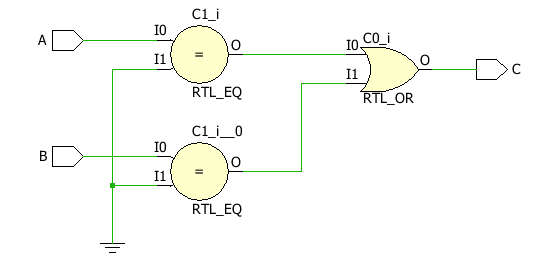 C1_i
A
I0
=
O
I1
RTL_EQ
C0_i
I0
I1
O
C
RTL_OR
C1_i__0
B
I0
=
O
I1
RTL_EQ